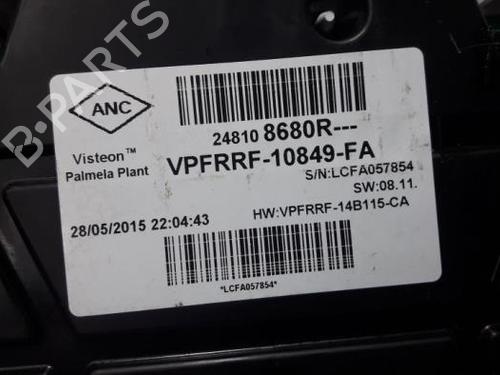 B-PARTS
ANC
24810 8680R---
Visteon™
Palmela Plant
VPFRRF-10849-FA
S/N:LCFA057854
SW:08.11.
28/05/2015 22:04:43
HW:VPFRRF-14B115-CA
*LCFA057854*